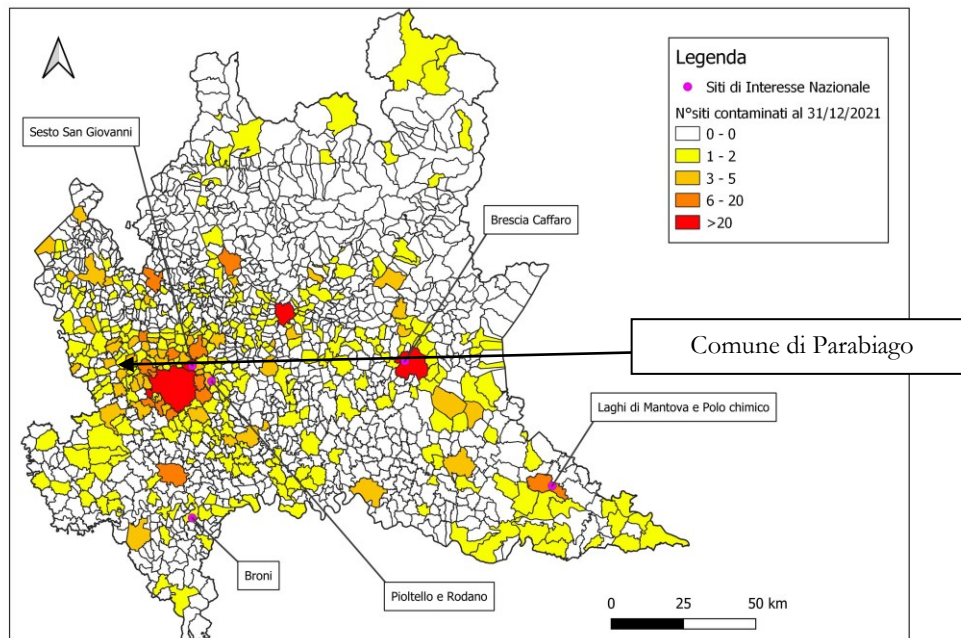 Legenda
Siti di Interesse Nazionale
N°siti contaminati al 31/12/2021
0 - 0
1 - 2
3 - 5
6 - 20
>20
Sesto San Giovanni
Brescia Caffaro
Comune di Parabiago
Laghi di Mantova e Polo chimico
Broni
Pioltello e Rodano
0 25 50 km